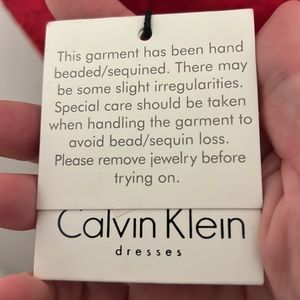 This garment has been hand
beaded/sequined. There may
be some slight irregularities.
Special care should be taken
when handling the garment to
avoid bead/sequin loss.
Please remove jewelry before
trying on.
Calvin Klein
dresses